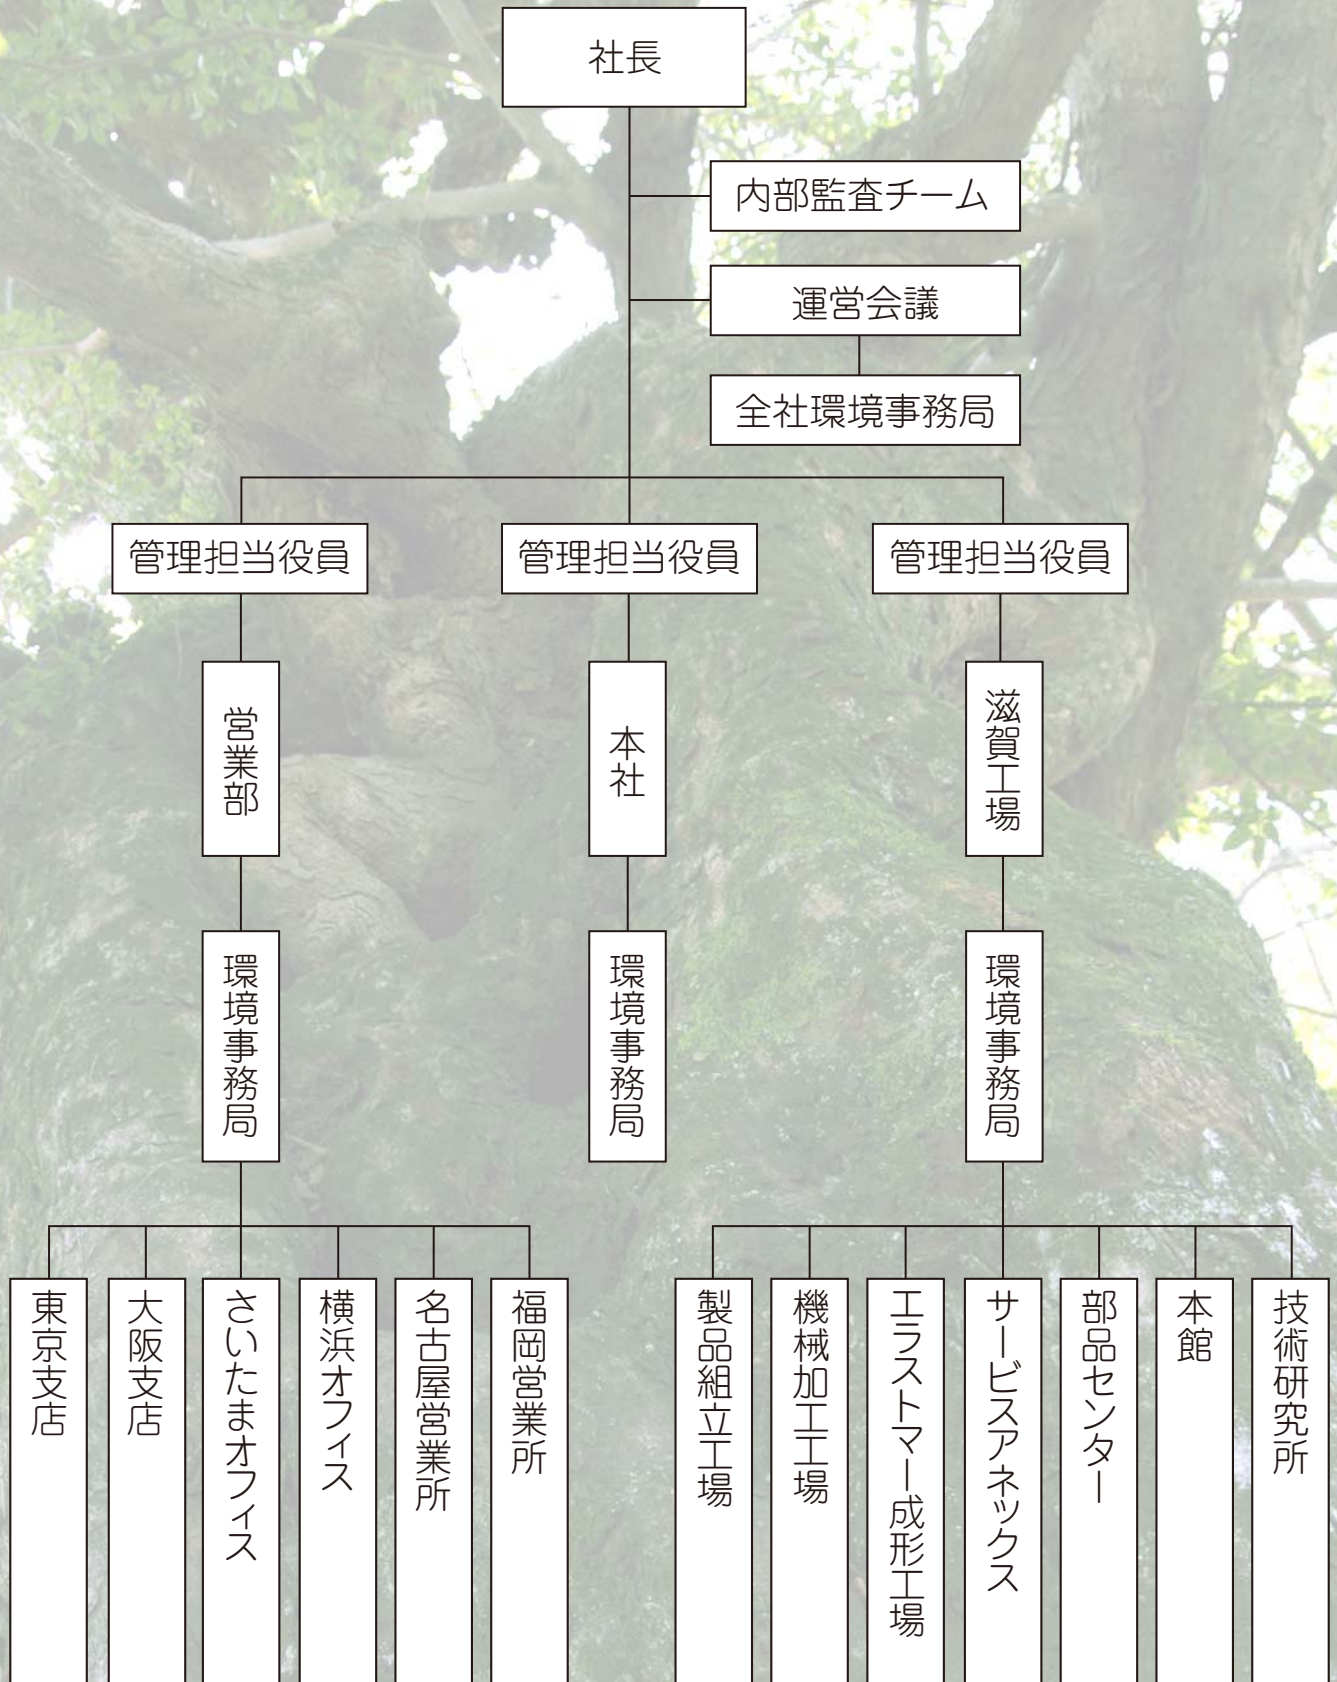 社長
内部監査チーム
運営会議
全社環境事務局
管理担当役員
管理担当役員
管理担当役員
営業部
本社
滋賀工場
環境事務局
環境事務局
環境事務局
東京支店
大阪支店
さいたまオフィス
横浜オフィス
名古屋営業所
福岡営業所
製品組立工場
機械加工工場
エラストマー成形工場
サービスアネックス
部品センター
本館
技術研究所